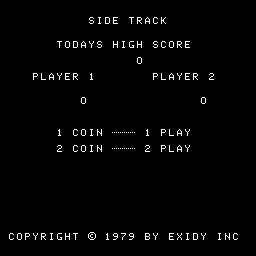 SIDE TRACK
TODAYS HIGH SCORE
0
PLAYER 1 PLAYER 2
0 0
1 COIN ┈┈ 1 PLAY
2 COIN ┈┈ 2 PLAY
COPYRIGHT © 1979 BY EXIDY INC